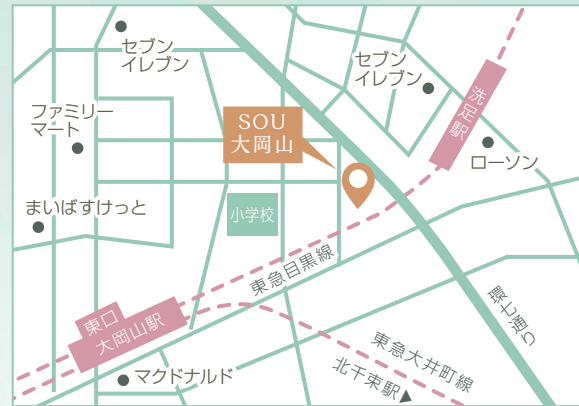 セブン
イレブン
セブン
イレブン
洗足駅
ファミリー
マート
SOU
大岡山
ローソン
まいばすけっと
小学校
東急目黒線
環七通り
東口
大岡山駅
東急大井町線
北千束駅▲
マクドナルド